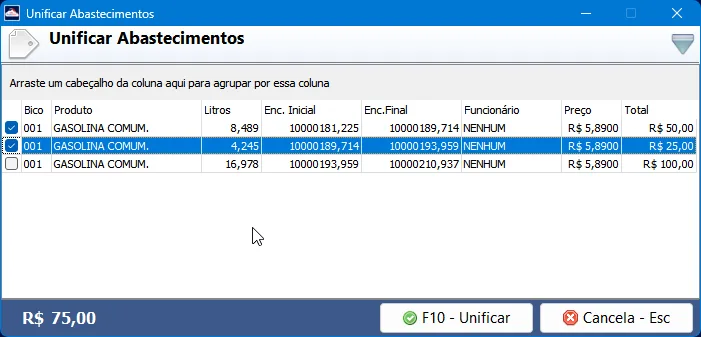 Unificar Abastecimentos
Unificar Abastecimentos
Arraste um cabeçalho da coluna aqui para agrupar por essa coluna
Bico Produto Litros Enc. Inicial Enc.Final Funcionário Preço Total
001 GASOLINA COMUM. 8,489 10000181,225 10000189,714 NENHUM R$ 5,8900 R$ 50,00
001 GASOLINA COMUM. 4,245 10000189,714 10000193,959 NENHUM R$ 5,8900 R$ 25,00
001 GASOLINA COMUM. 16,978 10000193,959 10000210,937 NENHUM R$ 5,8900 R$ 100,00
R$ 75,00 F10 - Unificar Cancela - Esc